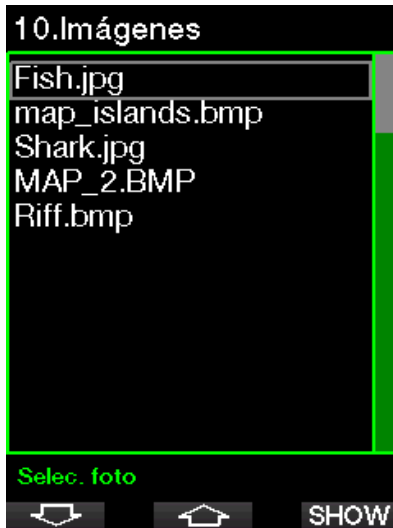 10.Imágenes
Fish.jpg
map_islands.bmp
Shark.jpg
MAP_2.BMP
Riff.bmp
Selec. foto
SHOW